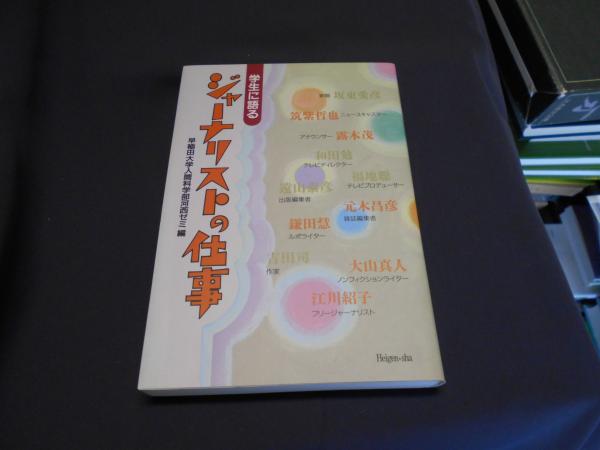 学生に語る
ジャーナリストの仕事
早稲田大学人間科学部河西ゼミ編
坂東愛彦
筑紫哲也 ニュースキャスター
アナウンサー 露木茂
和田勉
テレビディレクター
福地聰
テレビプロデューサー
遠山泰彦
出版編集者
元木昌彦
雑誌編集者
鎌田慧
ルポライター
吉田司
作家
大山真人
ノンフィクションライター
江川紹子
フリージャーナリスト
Heigen-sha